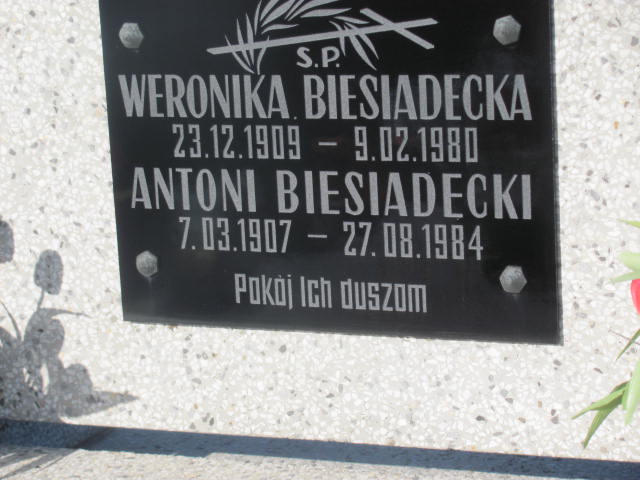 S.P.
WERONIKA BIESIADECKA
23.12.1909 – 9.02.1980
ANTONI BIESIADECKI
7.03.1907 – 27.08.1984
Pokój Ich duszom